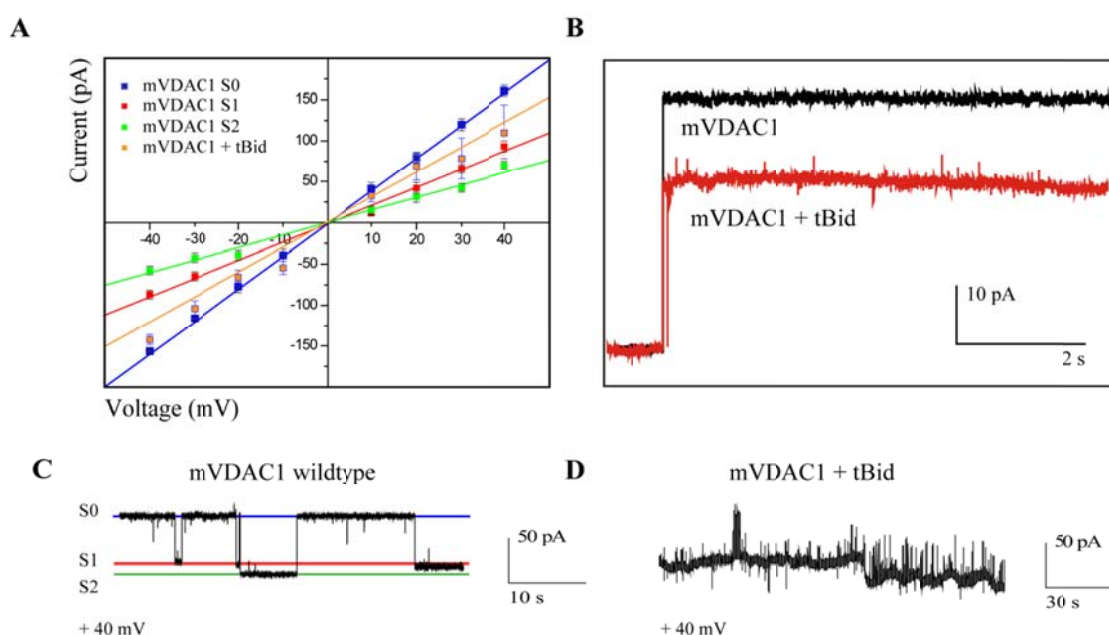 A
Current (pA)
mVDAC1 S0
mVDAC1 S1
mVDAC1 S2
mVDAC1 + tBid
150
100
50
-40 -30 -20 -10
10 20 30 40
-50
-100
-150
Voltage (mV)
B
mVDAC1
mVDAC1 + tBid
10 pA
2 s
C
mVDAC1 wildtype
S0
S1
S2
50 pA
10 s
+ 40 mV
D
mVDAC1 + tBid
50 pA
30 s
+40 mV